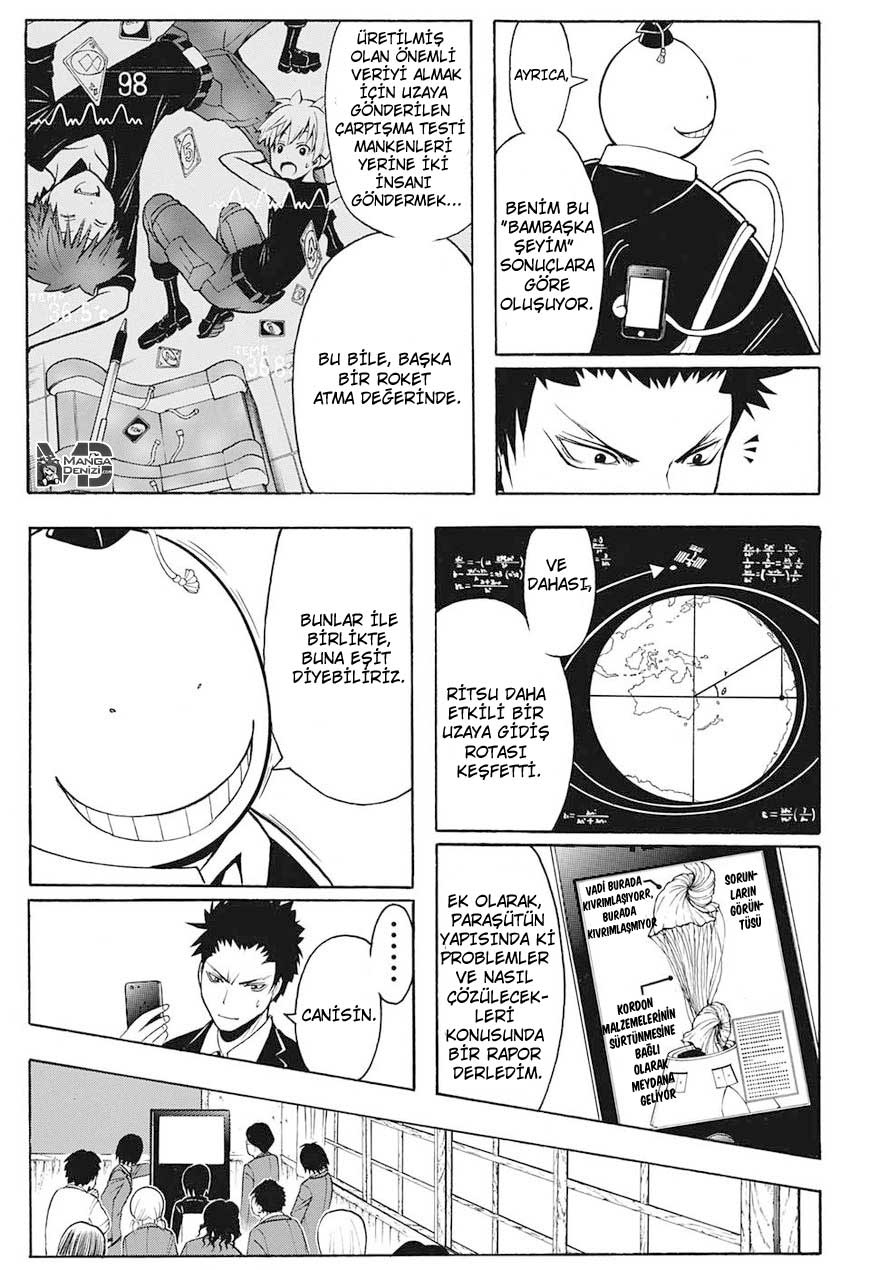 AYRICA,
BENİM BU
"BAMBAŞKA
ŞEYİM"
SONUÇLARA
GÖRE
OLUŞUYOR.
ÜRETİLMİŞ
OLAN ÖNEMLİ
VERİYİ ALMAK
İÇİN UZAYA
GÖNDERİLEN
ÇARPIŞMA TESTİ
MANKENLERİ
YERİNE İKİ
İNSANI
GÖNDERMEK...
BU BİLE, BAŞKA
BİR ROKET
ATMA DEĞERİNDE.
98
TEMP
36.5°C
TEMP
MANGA
DENİZİ.com
VE
DAHASI,
RİTSU DAHA
ETKİLİ BİR
UZAYA GİDİŞ
ROTASI
KEŞFETTİ.
BUNLAR İLE
BİRLİKTE,
BUNA EŞİT
DİYEBİLİRİZ.
VADİ BURADA
KIVRIMLAŞIYORR,
BURADA
KIVRIMLAŞMIYOR
SORUN-
LARIN
GÖRÜN-
TÜSÜ
KORDON
MALZEMELERİNİN
SÜRTÜNMESİNE
BAĞLI
OLARAK
MEYDANA
GELİYOR
EK OLARAK,
PARAŞÜTÜN
YAPISINDA Kİ
PROBLEMLER
VE NASIL
ÇÖZÜLECEK-
LERİ
KONUSUNDA
BİR RAPOR
DERLEDİM.
......
CANİSİN.